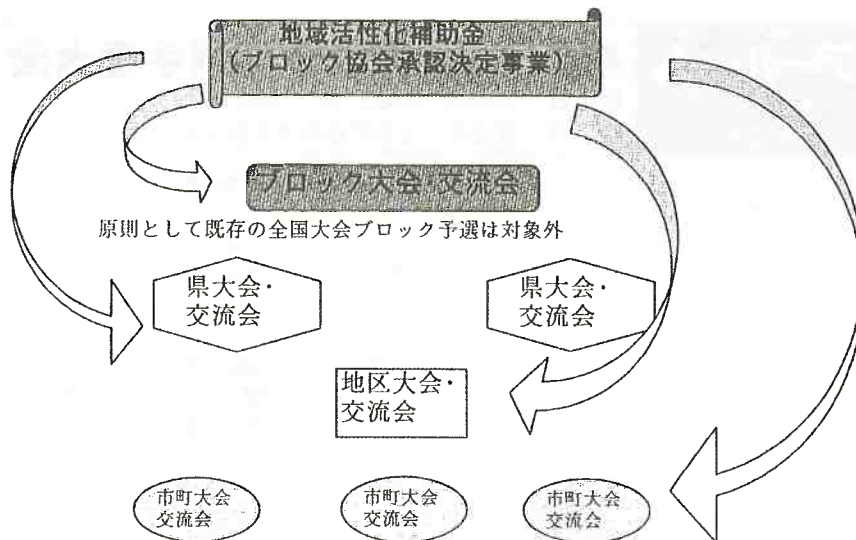 地域活性化補助金
(ブロック協会承認決定事業)
ブロック大会・交流会
原則として既存の全国大会ブロック予選は対象外
県大会・
交流会
県大会・
交流会
地区大会・
交流会
市町大会
交流会
市町大会
交流会
市町大会
交流会